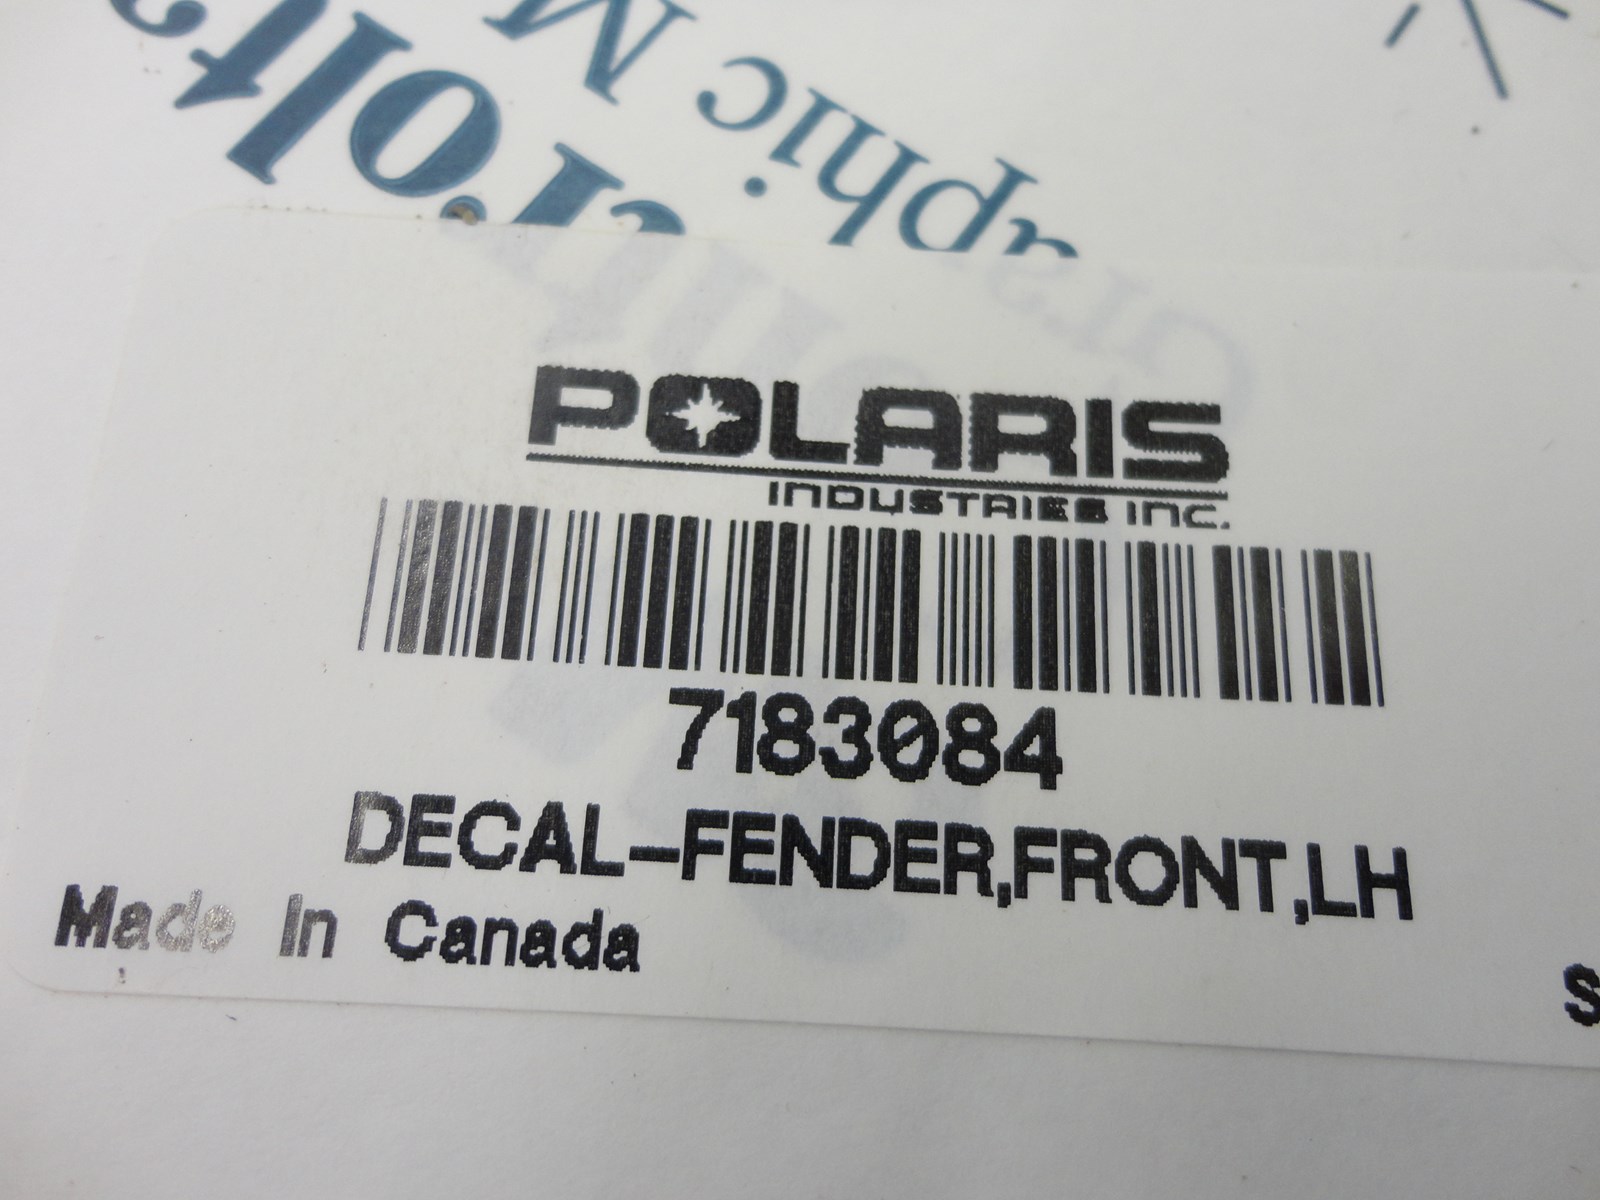 POLARIS
INDUSTRIES INC.
7183084
DECAL-FENDER,FRONT,LH
Made In Canada